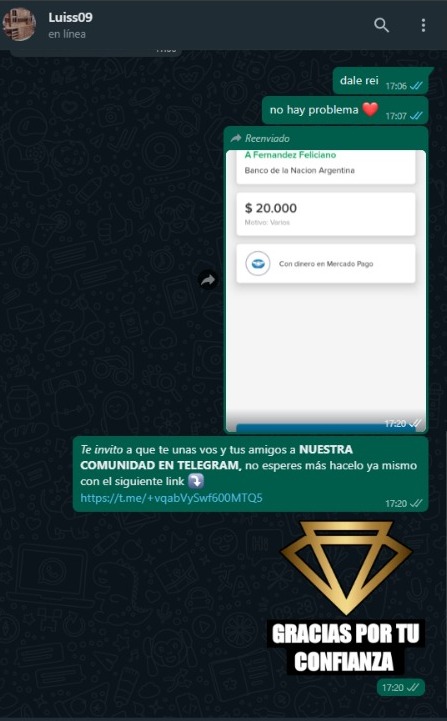 Luiss09
en línea
dale rei 17:06
no hay problema ❤️ 17:07
Reenviado
A Fernandez Feliciano
Banco de la Nacion Argentina
$ 20.000
Motivo: Varios
Con dinero en Mercado Pago
17:20
Te invito a que te unas vos y tus amigos a NUESTRA
COMUNIDAD EN TELEGRAM, no esperes más hacelo ya mismo
con el siguiente link ⤵️
https://t.me/+vqabVySwf600MTQ5
17:20
GRACIAS POR TU
CONFIANZA
17:20